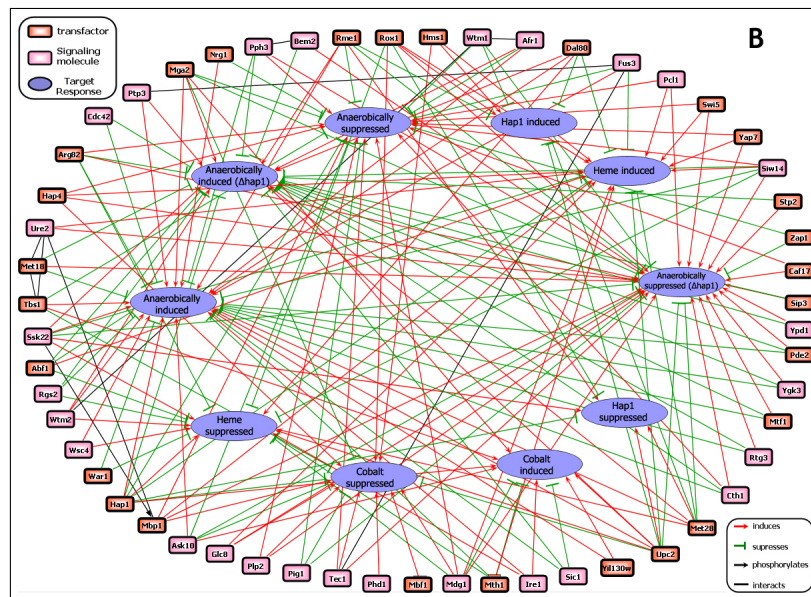 transfactor
Signaling
molecule
Target
Response
B
Nrg1
Pph3
Bem2
Rme1
Rox1
Hms1
Wtm1
Afr1
Dal80
Mga2
Fus3
Ptp3
Pcl1
Cdc42
Swi5
Anaerobically
suppressed
Hap1 induced
Yap7
Arg82
Anaerobically
induced (Δhap1)
Heme induced
Siw14
Hap4
Stp2
Ure2
Zap1
Met18
Caf17
Anaerobically
suppressed (Δhap1)
Tbs1
Anaerobically
induced
Sip3
Ssk22
Ypd1
Abf1
Pde2
Rgs2
Ygk3
Wtm2
Heme
suppressed
Hap1
suppressed
Mtf1
Wsc4
Rtg3
War1
Cobalt
suppressed
Cobalt
induced
Cth1
Hap1
Mbp1
Met28
Ask10
Upc2
Glc8
Yil130w
Plp2
Pig1
Tec1
Phd1
Mbf1
Mdg1
Mth1
Ire1
Sic1
induces
supresses
phosphorylates
interacts